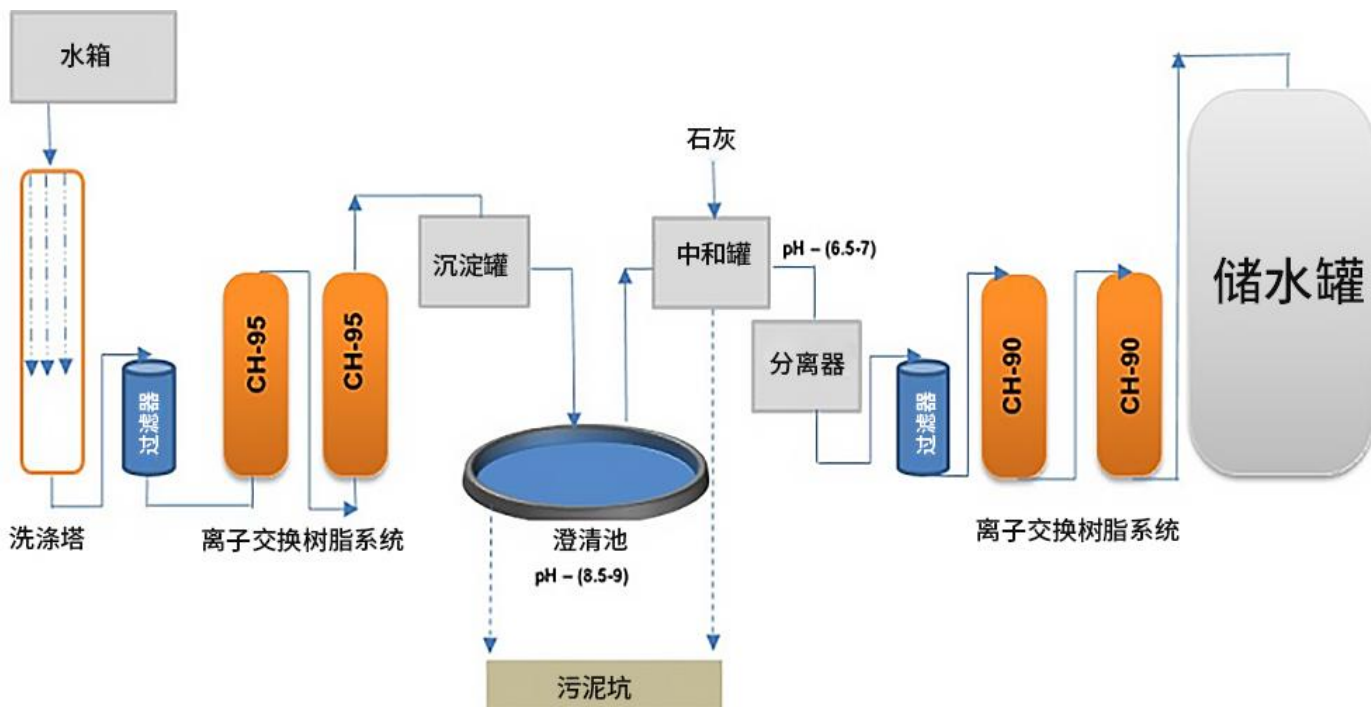 水箱
石灰
沉淀罐
中和罐
pH – (6.5-7)
储水罐
分离器
CH-95
CH-95
CH-90
CH-90
过滤器
过滤器
洗涤塔
离子交换树脂系统
澄清池
pH – (8.5-9)
离子交换树脂系统
污泥坑